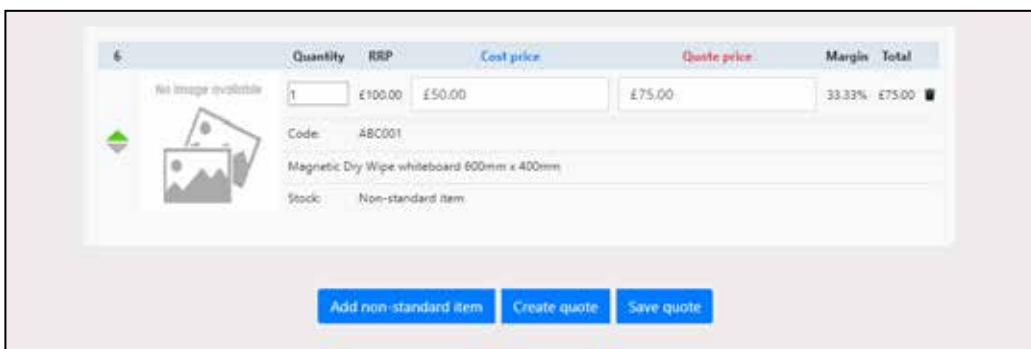 6 Quantity RRP Cost price Quote price Margin Total
No image available 1 £100.00 £50.00 £75.00 33.33% £75.00
Code: ABC001
Magnetic Dry Wipe whiteboard 600mm x 400mm
Stock: Non-standard item
Add non-standard item Create quote Save quote